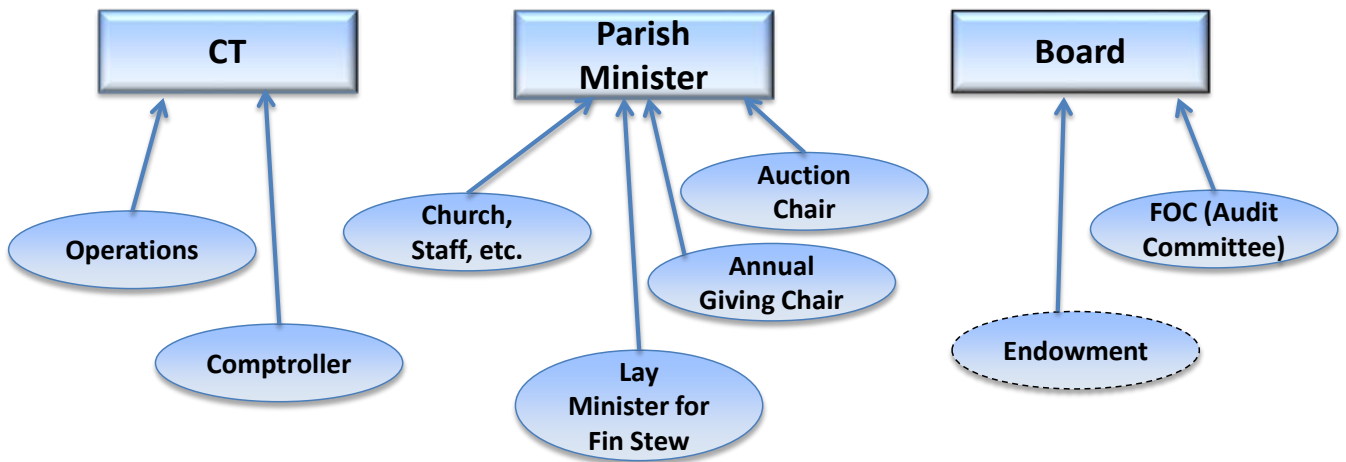 CT
Parish
Minister
Board
Operations
Comptroller
Church,
Staff, etc.
Lay
Minister for
Fin Stew
Annual
Giving Chair
Auction
Chair
Endowment
FOC (Audit
Committee)